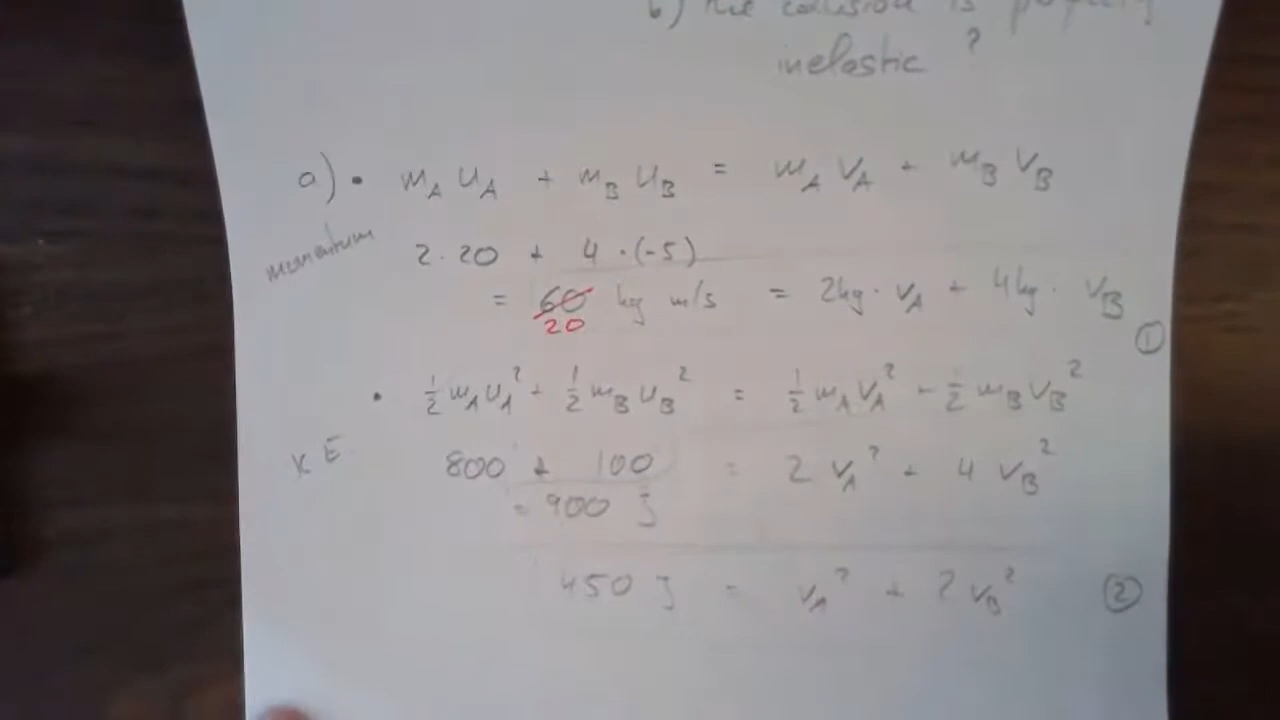 b) the collision is perfectly
inelastic ?
a) • m_A u_A + m_B u_B = m_A v_A + m_B v_B
momentum
2 · 20 + 4 · (-5)
= 60 kg m/s = 2kg · v_A + 4kg · v_B
20
①
• 1/2 m_A u_A² + 1/2 m_B u_B² = 1/2 m_A v_A² + 1/2 m_B v_B²
KE
800 + 100 = 2 v_A² + 4 v_B²
= 900 J
450 J = v_A² + 2 v_B² ②